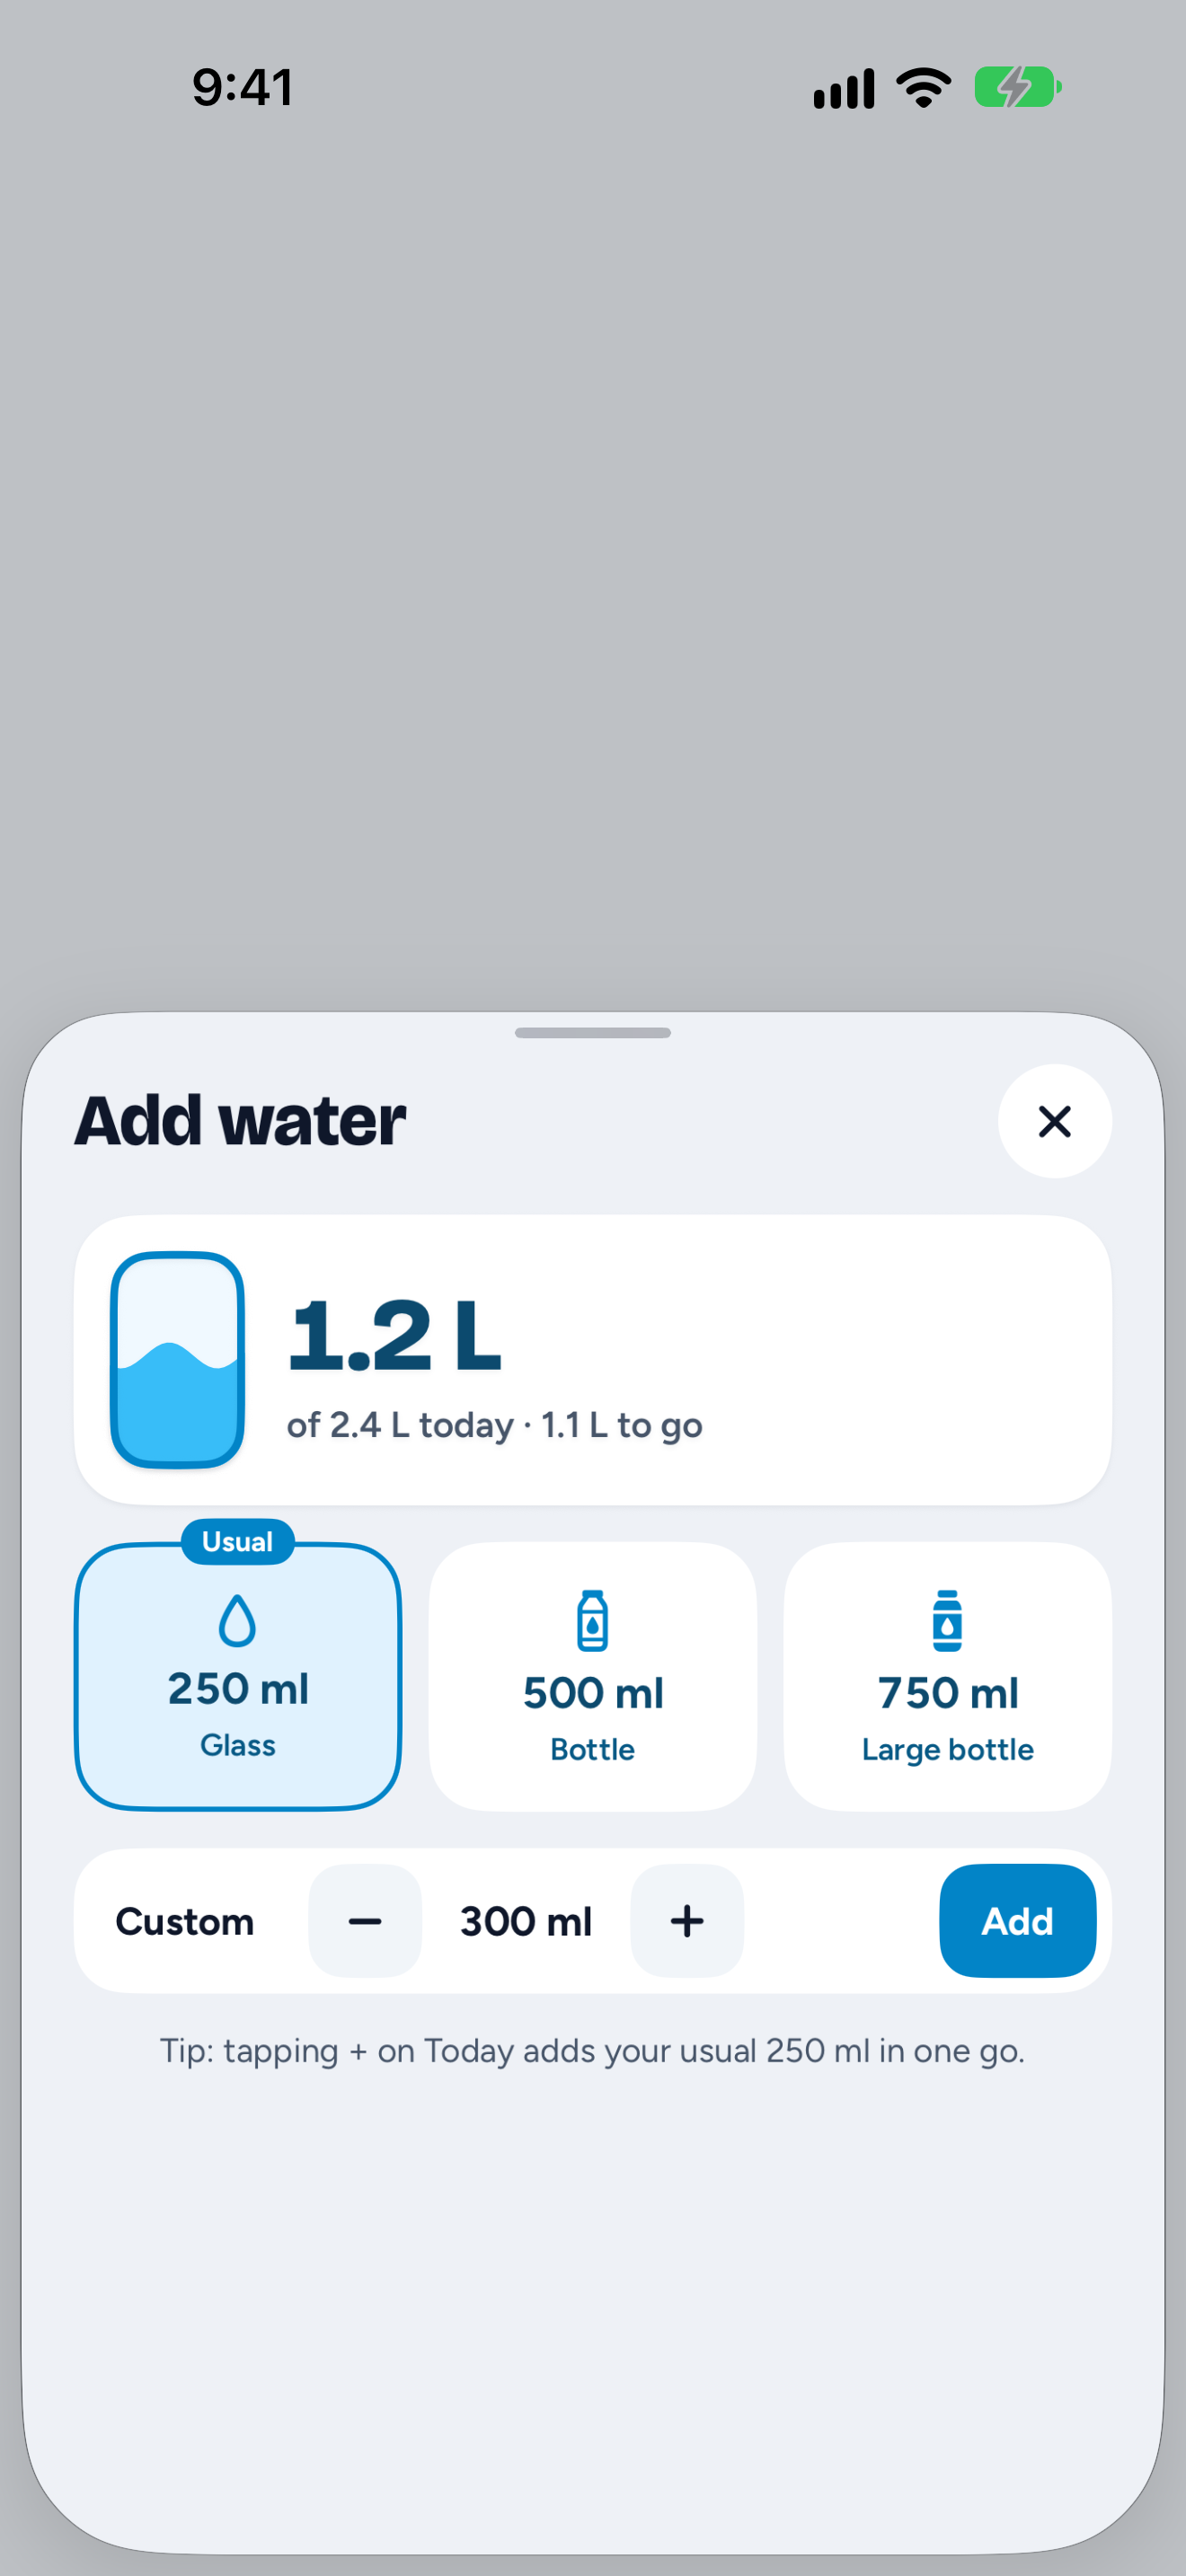 9:41
Add water
1.2 L
of 2.4 L today · 1.1 L to go
Usual
250 ml
Glass
500 ml
Bottle
750 ml
Large bottle
Custom
300 ml
Add
Tip: tapping + on Today adds your usual 250 ml in one go.